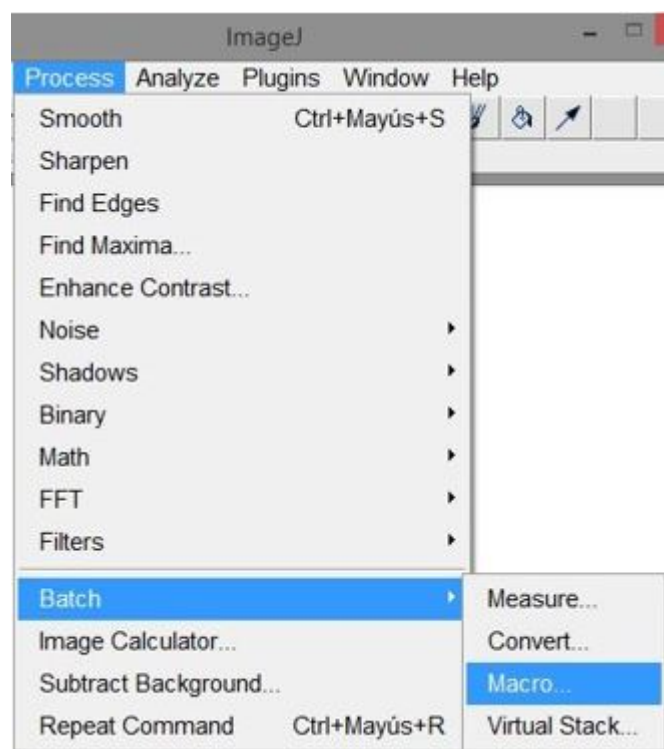 ImageJ
Process Analyze Plugins Window Help
Smooth Ctrl+Mayús+S
Sharpen
Find Edges
Find Maxima...
Enhance Contrast...
Noise
Shadows
Binary
Math
FFT
Filters
Batch
Image Calculator...
Subtract Background...
Repeat Command Ctrl+Mayús+R
Measure...
Convert...
Macro...
Virtual Stack...